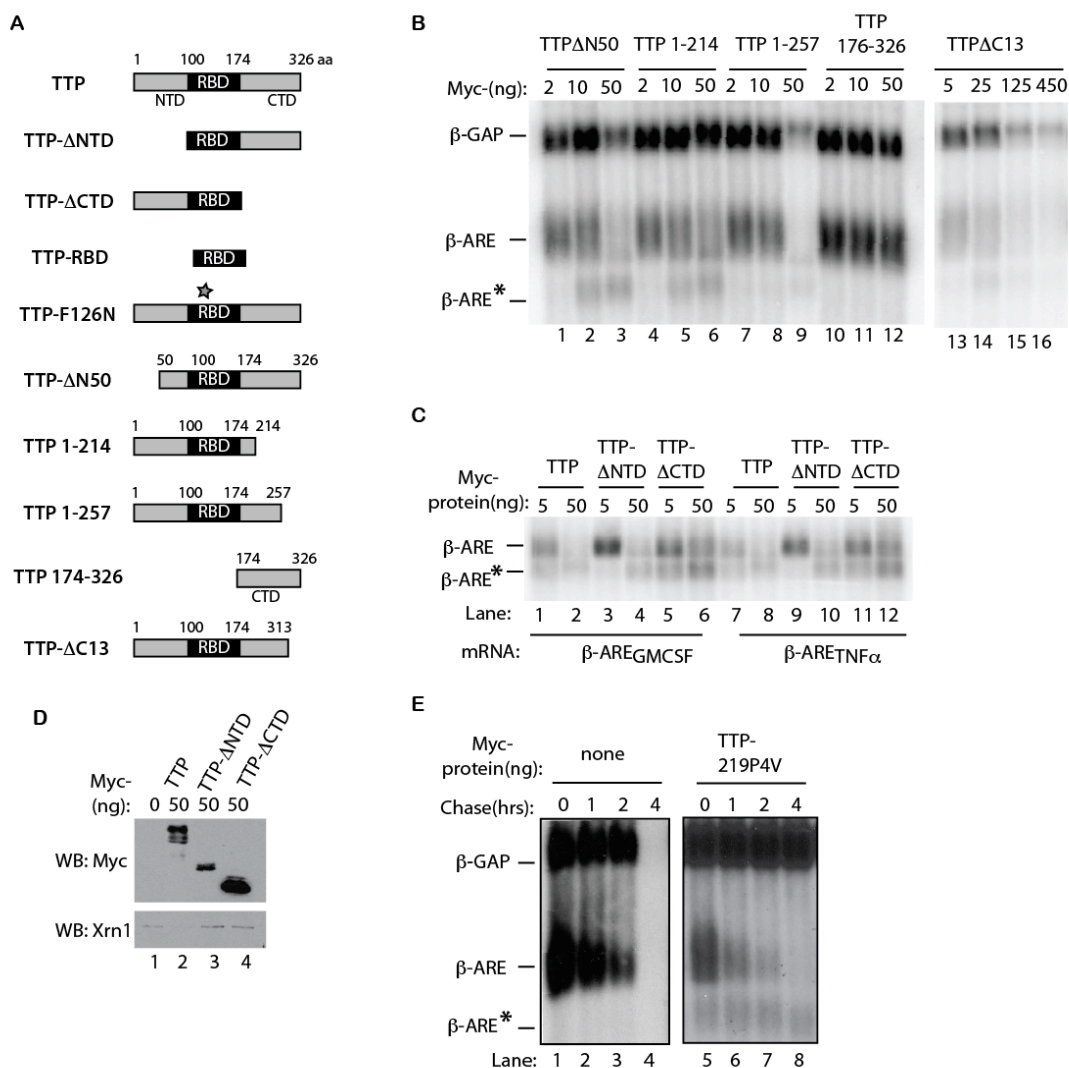 A
1 100 174 326 aa
TTP RBD
NTD CTD
TTP-ΔNTD RBD
TTP-ΔCTD RBD
TTP-RBD RBD
TTP-F126N RBD
50 100 174 326
TTP-ΔN50 RBD
1 100 174 214
TTP 1-214 RBD
1 100 174 257
TTP 1-257 RBD
174 326
TTP 174-326
CTD
1 100 174 313
TTP-ΔC13 RBD
B
TTPΔN50 TTP 1-214 TTP 1-257 TTP 176-326 TTPΔC13
Myc-(ng): 2 10 50 2 10 50 2 10 50 2 10 50 5 25 125 450
β-GAP
β-ARE
β-ARE*
1 2 3 4 5 6 7 8 9 10 11 12 13 14 15 16
C
TTP TTP-ΔNTD TTP-ΔCTD TTP TTP-ΔNTD TTP-ΔCTD
Myc-
protein(ng): 5 50 5 50 5 50 5 50 5 50 5 50
β-ARE
β-ARE*
Lane: 1 2 3 4 5 6 7 8 9 10 11 12
mRNA: β-AREGMCSF β-ARETNFα
D
TTP TTP-ΔNTD TTP-ΔCTD
Myc-
(ng): 0 50 50 50
WB: Myc
WB: Xrn1
1 2 3 4
E
Myc-
protein(ng): none TTP-
219P4V
Chase(hrs): 0 1 2 4 0 1 2 4
β-GAP
β-ARE
β-ARE*
Lane: 1 2 3 4 5 6 7 8